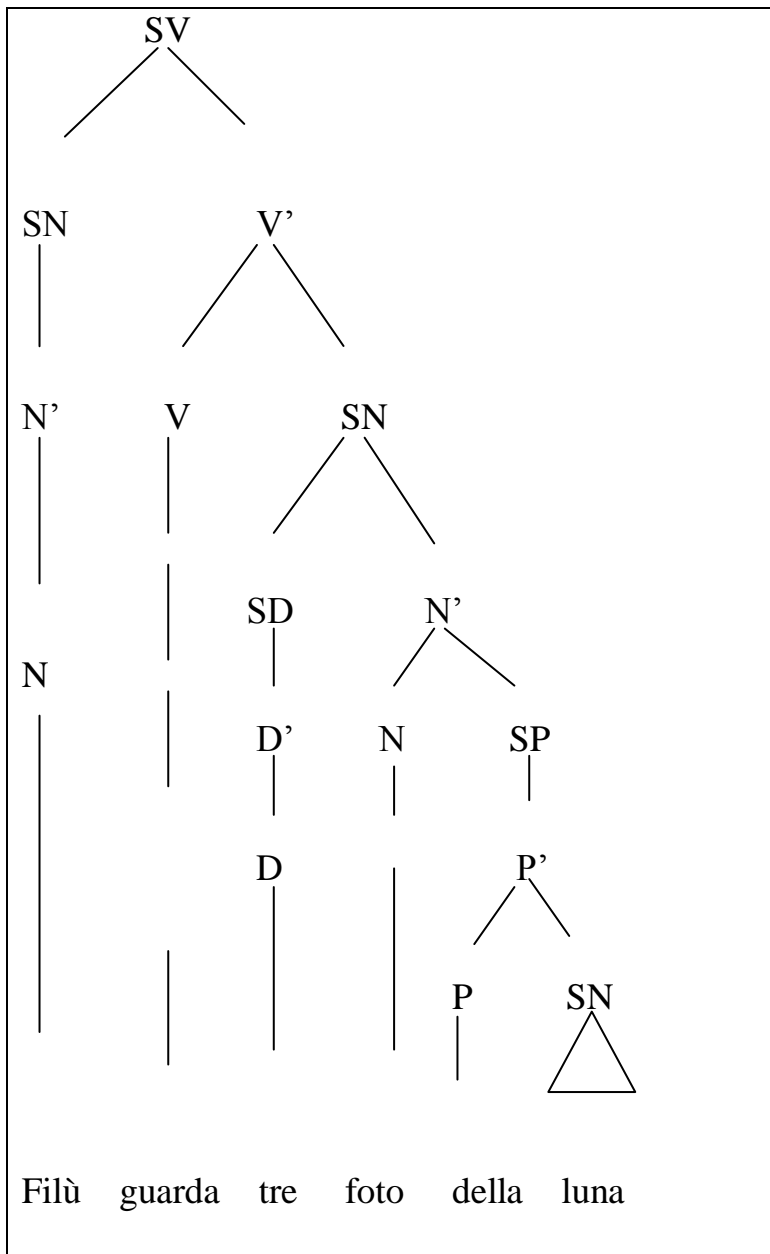 SV
SN V’
N’ V SN
SD N’
N
D’ N SP
D P’
P SN
Filù guarda tre foto della luna